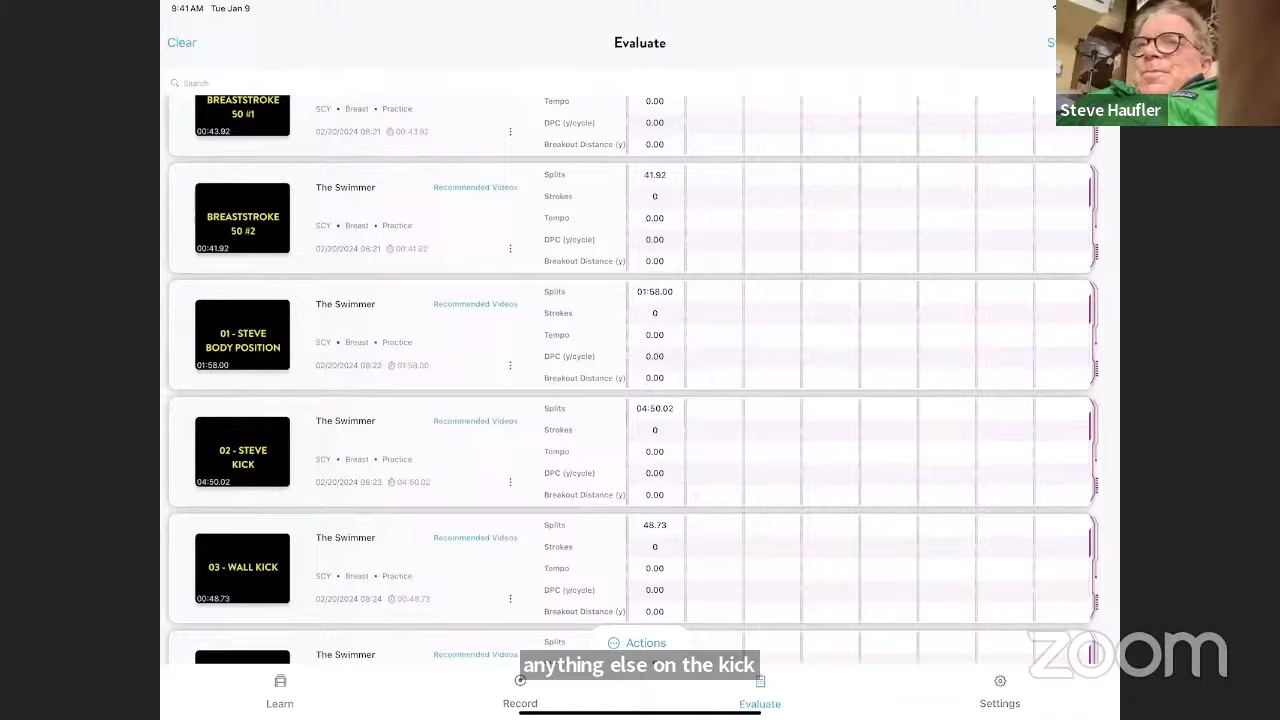 9:41 AM Tue Jan 9
Clear
Evaluate
S
Steve Haufler
Search
BREASTSTROKE
50 #1
00:43.92
SCY • Breast • Practice
02/20/2024 08:21 00:43.92
Tempo 0.00
DPC (y/cycle) 0.00
Breakout Distance (y) 0.00
BREASTSTROKE
50 #2
00:41.92
The Swimmer
Recommended Videos
SCY • Breast • Practice
02/20/2024 08:21 00:41.92
Splits 41.92
Strokes 0
Tempo 0.00
DPC (y/cycle) 0.00
Breakout Distance (y) 0.00
01 - STEVE
BODY POSITION
01:58.00
The Swimmer
Recommended Videos
SCY • Breast • Practice
02/20/2024 08:22 01:58.00
Splits 01:58.00
Strokes 0
Tempo 0.00
DPC (y/cycle) 0.00
Breakout Distance (y) 0.00
02 - STEVE
KICK
04:50.02
The Swimmer
Recommended Videos
SCY • Breast • Practice
02/20/2024 08:23 04:50.02
Splits 04:50.02
Strokes 0
Tempo 0.00
DPC (y/cycle) 0.00
Breakout Distance (y) 0.00
03 - WALL KICK
00:48.73
The Swimmer
Recommended Videos
SCY • Breast • Practice
02/20/2024 08:24 00:48.73
Splits 48.73
Strokes 0
Tempo 0.00
DPC (y/cycle) 0.00
Breakout Distance (y) 0.00
The Swimmer
Recommended Videos
Splits
Strokes
Actions
anything else on the kick
zoom
Learn
Record
Evaluate
Settings